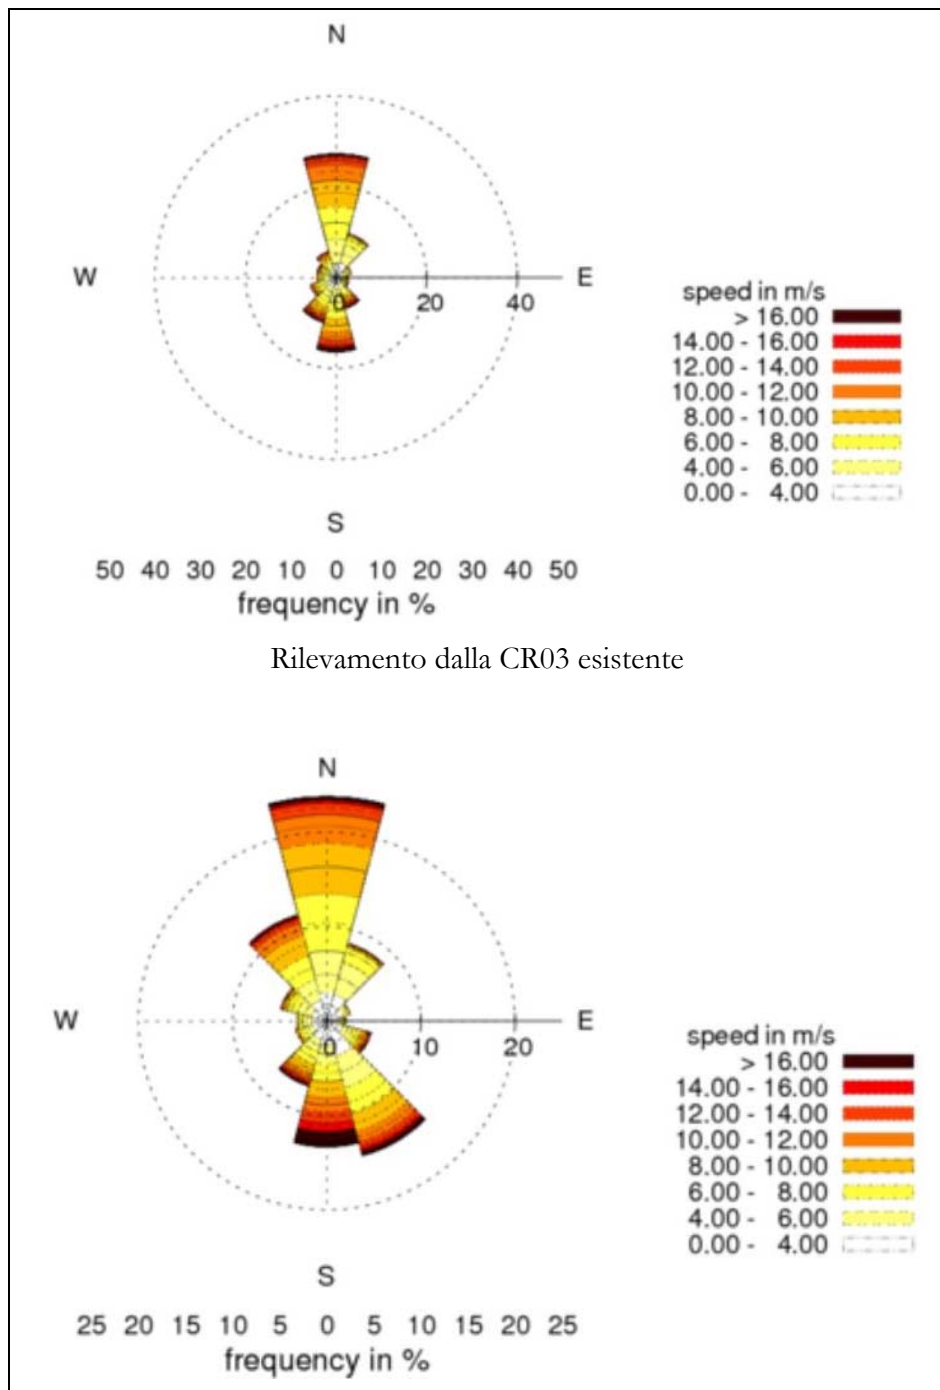 N
W E
0 20 40
speed in m/s
> 16.00
14.00 - 16.00
12.00 - 14.00
10.00 - 12.00
8.00 - 10.00
6.00 - 8.00
4.00 - 6.00
0.00 - 4.00
S
50 40 30 20 10 0 10 20 30 40 50
frequency in %
Rilevamento dalla CR03 esistente
N
W E
0 10 20
speed in m/s
> 16.00
14.00 - 16.00
12.00 - 14.00
10.00 - 12.00
8.00 - 10.00
6.00 - 8.00
4.00 - 6.00
0.00 - 4.00
S
25 20 15 10 5 0 5 10 15 20 25
frequency in %